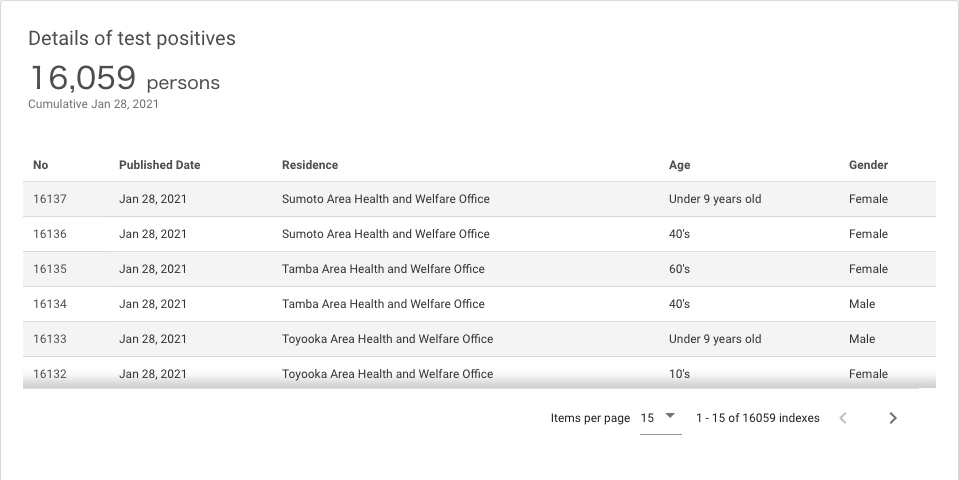 Details of test positives
16,059 persons
Cumulative Jan 28, 2021
No Published Date Residence Age Gender
16137 Jan 28, 2021 Sumoto Area Health and Welfare Office Under 9 years old Female
16136 Jan 28, 2021 Sumoto Area Health and Welfare Office 40's Female
16135 Jan 28, 2021 Tamba Area Health and Welfare Office 60's Female
16134 Jan 28, 2021 Tamba Area Health and Welfare Office 40's Male
16133 Jan 28, 2021 Toyooka Area Health and Welfare Office Under 9 years old Male
16132 Jan 28, 2021 Toyooka Area Health and Welfare Office 10's Female
Items per page 15 1 - 15 of 16059 indexes